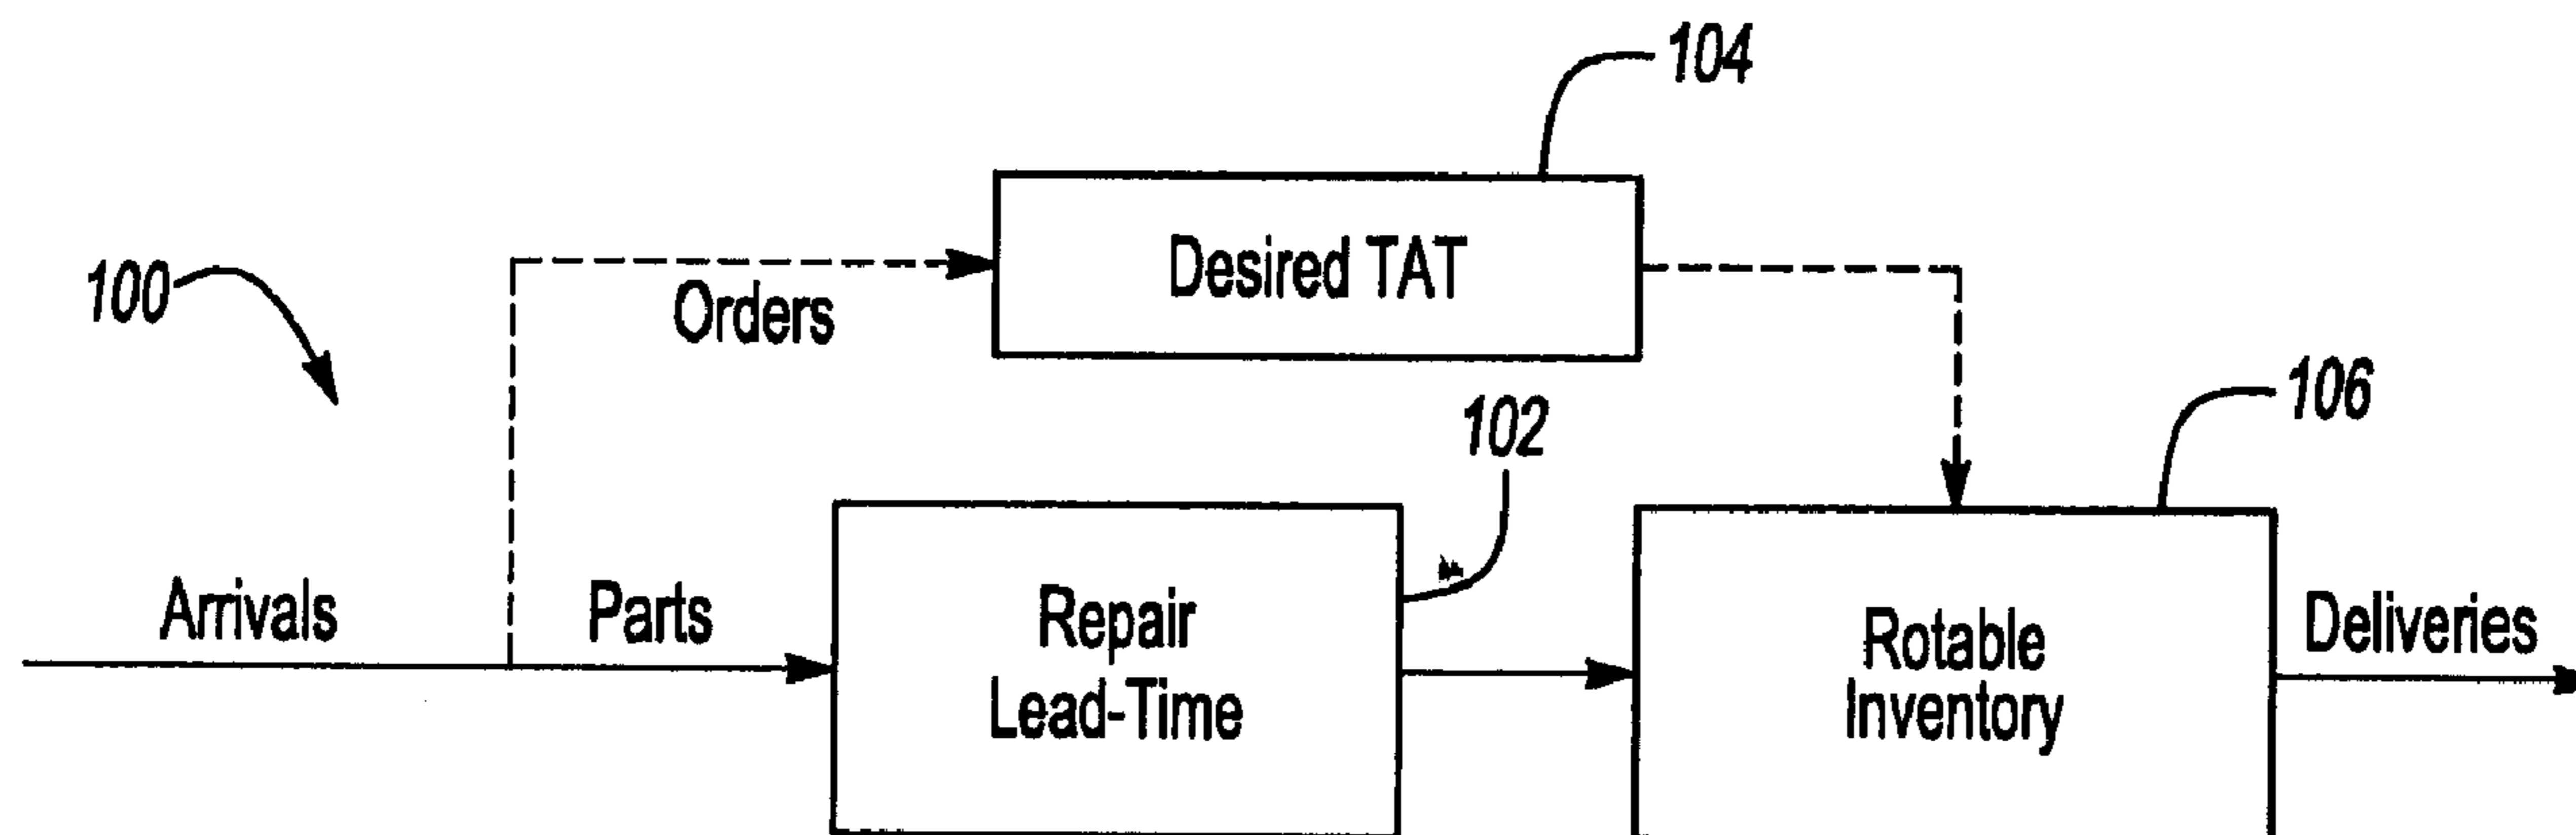 104
Desired TAT
100
Orders
106
102
Arrivals
Parts
Repair
Lead-Time
Rotable
Inventory
Deliveries